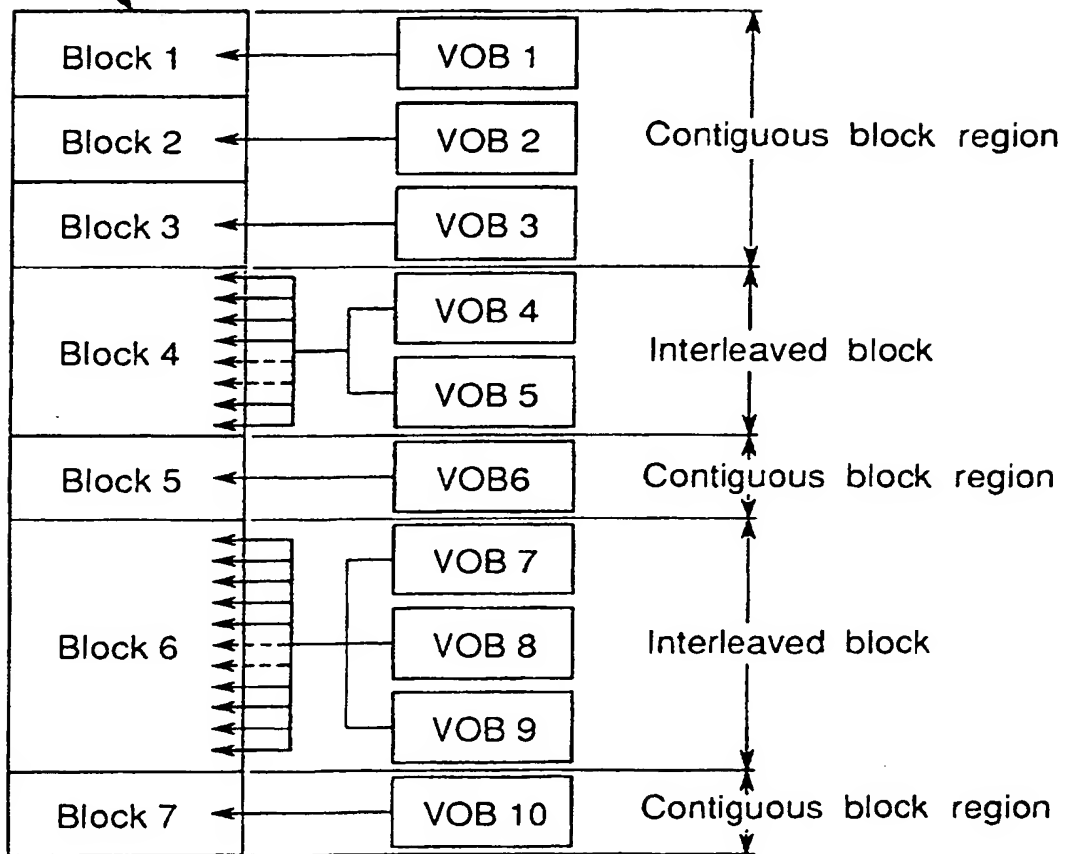 Block 1
VOB 1
Block 2
VOB 2
Contiguous block region
Block 3
VOB 3
Block 4
VOB 4
Interleaved block
VOB 5
Block 5
VOB6
Contiguous block region
Block 6
VOB 7
VOB 8
Interleaved block
VOB 9
Block 7
VOB 10
Contiguous block region